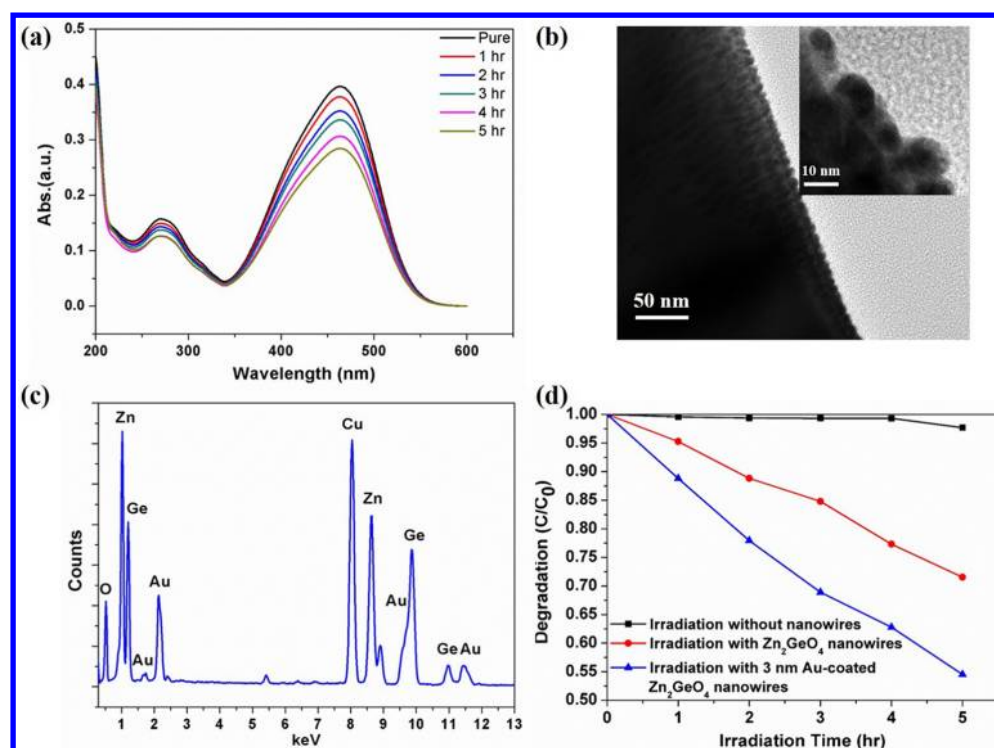 (a)
0.5
0.4
0.3
0.2
0.1
0.0
Abs.(a.u.)
Pure
1 hr
2 hr
3 hr
4 hr
5 hr
200
300
400
500
600
Wavelength (nm)
(b)
10 nm
50 nm
(c)
Counts
O
Zn
Ge
Au
Au
Cu
Zn
Au
Ge
Ge
Au
1 2 3 4 5 6 7 8 9 10 11 12 13
keV
(d)
1.00
0.95
0.90
0.85
0.80
0.75
0.70
0.65
0.60
0.55
0.50
Degradation (C/C₀)
Irradiation without nanowires
Irradiation with Zn₂GeO₄ nanowires
Irradiation with 3 nm Au-coated
Zn₂GeO₄ nanowires
0 1 2 3 4 5
Irradiation Time (hr)